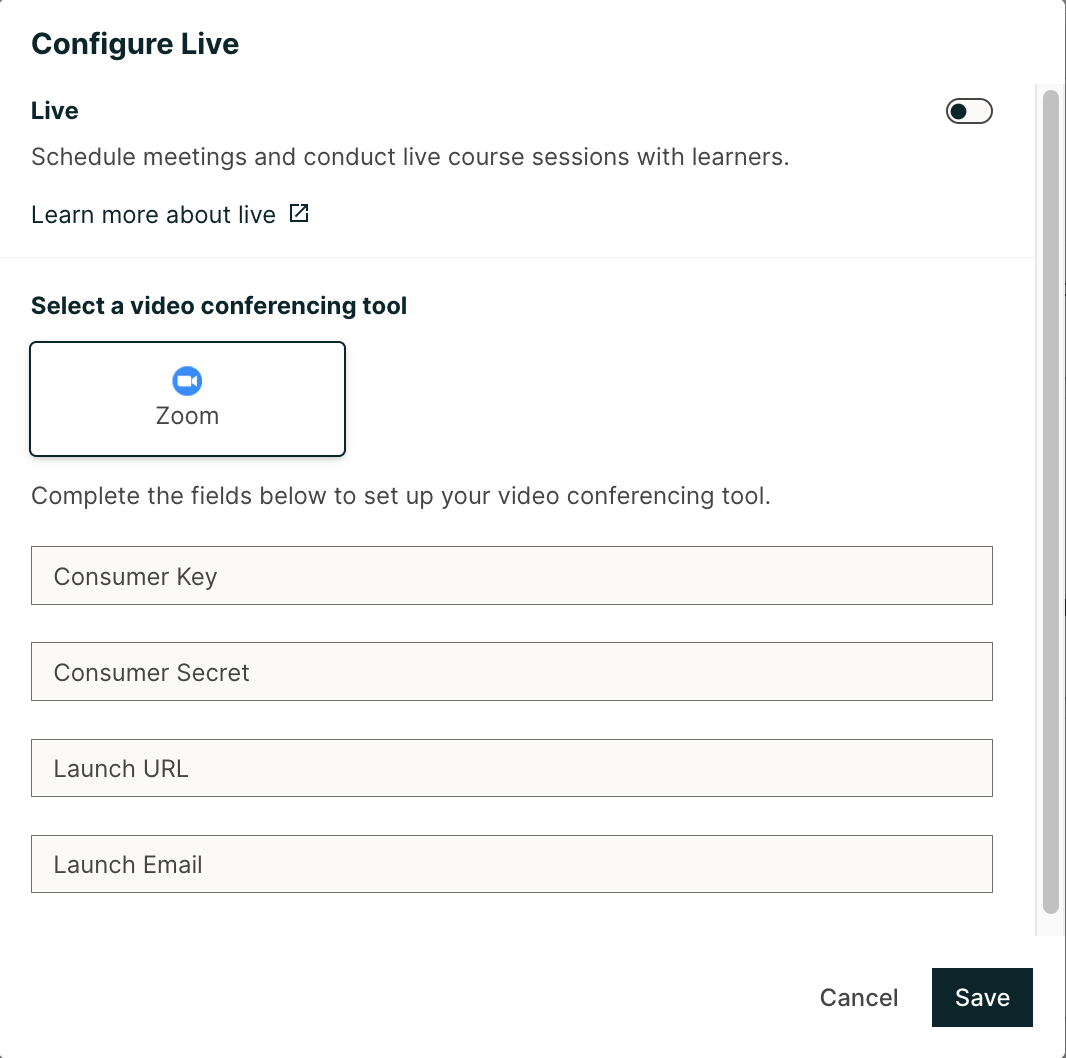 Configure Live
Live
Schedule meetings and conduct live course sessions with learners.
Learn more about live
Select a video conferencing tool
Zoom
Complete the fields below to set up your video conferencing tool.
Consumer Key
Consumer Secret
Launch URL
Launch Email
Cancel
Save